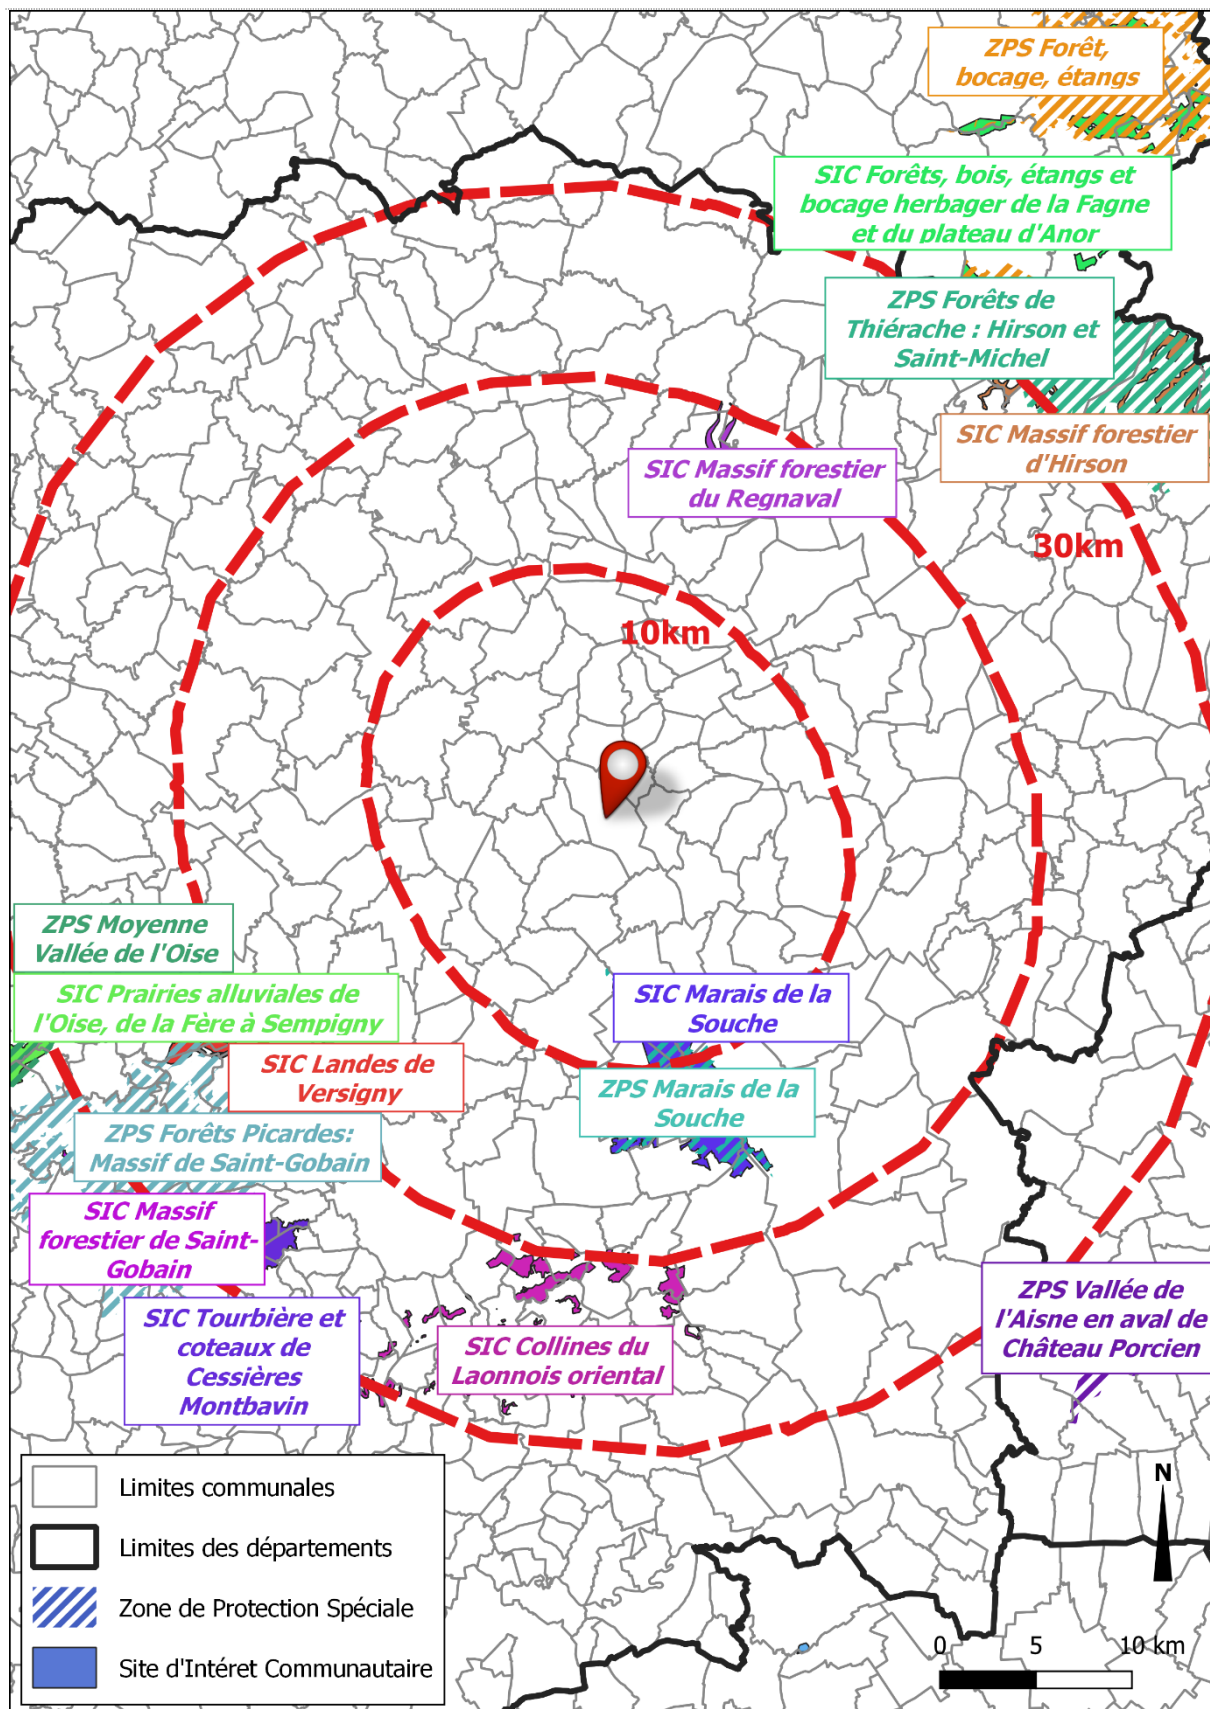 ZPS Forêt,
bocage, étangs
SIC Forêts, bois, étangs et
bocage herbager de la Fagne
et du plateau d'Anor
ZPS Forêts de
Thiérache : Hirson et
Saint-Michel
SIC Massif forestier
d'Hirson
SIC Massif forestier
du Regnaval
30km
10km
ZPS Moyenne
Vallée de l'Oise
SIC Prairies alluviales de
l'Oise, de la Fère à Sempigny
SIC Marais de la
Souche
SIC Landes de
Versigny
ZPS Marais de la
Souche
ZPS Forêts Picardes:
Massif de Saint-Gobain
SIC Massif
forestier de Saint-
Gobain
SIC Tourbière et
coteaux de
Cessières
Montbavin
SIC Collines du
Laonnois oriental
ZPS Vallée de
l'Aisne en aval de
Château Porcien
Limites communales
Limites des départements
Zone de Protection Spéciale
Site d'Intéret Communautaire
N
0 5 10 km